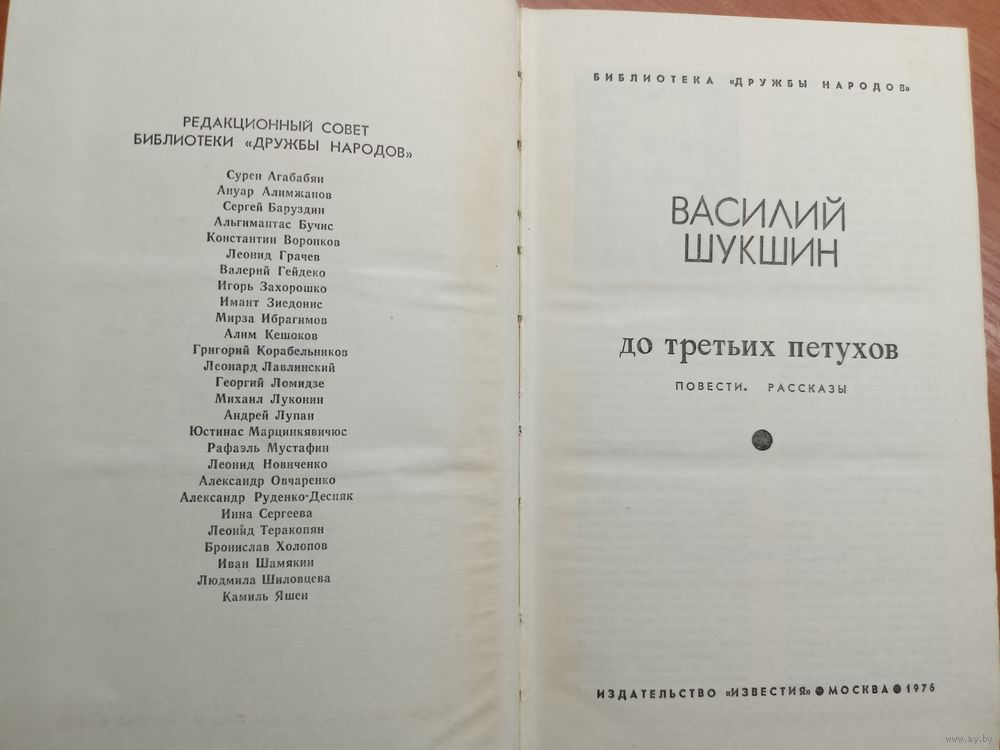 РЕДАКЦИОННЫЙ СОВЕТ
БИБЛИОТЕКИ «ДРУЖБЫ НАРОДОВ»
Сурен Агабабян
Ануар Алимжанов
Сергей Баруздин
Альгимантас Бучис
Константин Воронков
Леонид Грачев
Валерий Гейдеко
Игорь Захорошко
Имант Зиедонис
Мирза Ибрагимов
Алим Кешоков
Григорий Корабельников
Леонард Лавлинский
Георгий Ломидзе
Михаил Луконин
Андрей Лупан
Юстинас Марцинкявичюс
Рафаэль Мустафин
Леонид Новиченко
Александр Овчаренко
Александр Руденко-Десняк
Инна Сергеева
Леонид Теракопян
Бронислав Холопов
Иван Шамякин
Людмила Шиловцева
Камиль Яшен
БИБЛИОТЕКА «ДРУЖБЫ НАРОДОВ»
ВАСИЛИЙ
ШУКШИН
до третьих петухов
ПОВЕСТИ. РАССКАЗЫ
ИЗДАТЕЛЬСТВО «ИЗВЕСТИЯ» ● МОСКВА ● 1976
www.ay.by